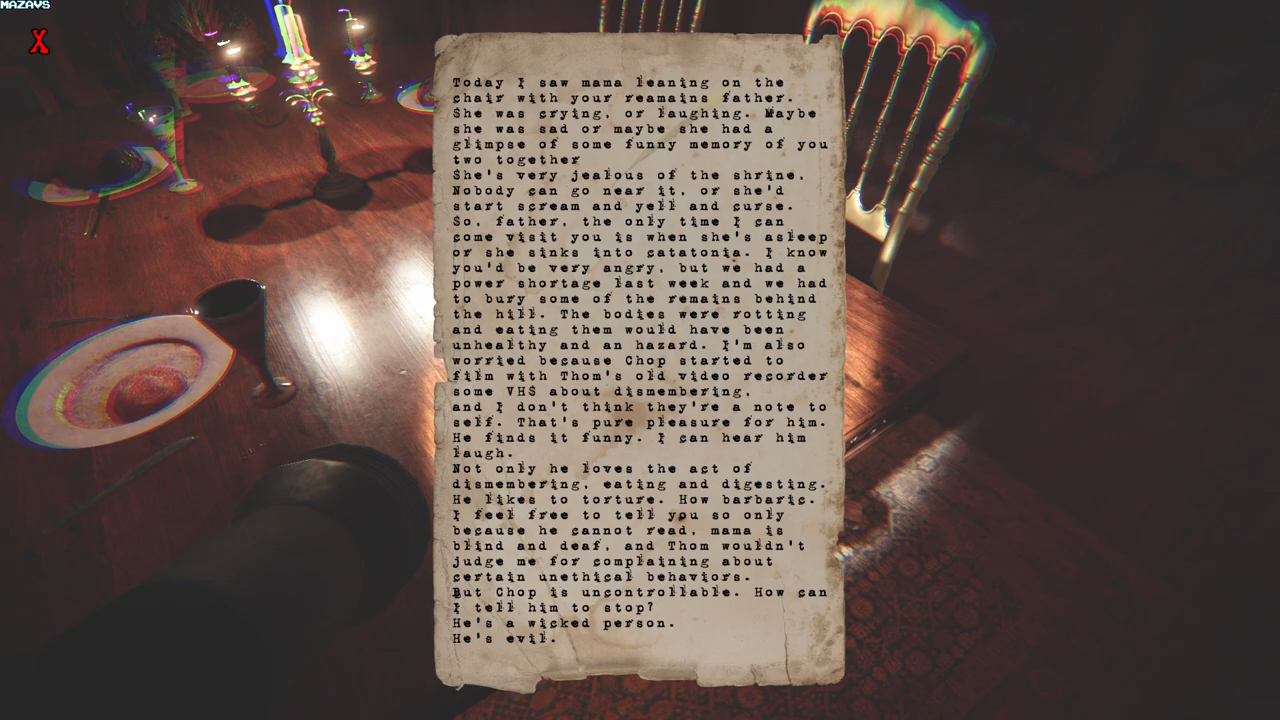 MAZAVS
X
Today I saw mama leaning on the
chair with your reamains father.
She was crying, or laughing. Maybe
she was sad or maybe she had a
glimpse of some funny memory of you
two together
She's very jealous of the shrine.
Nobody can go near it, or she'd
start scream and yell and curse.
So, father, the only time I can
come visit you is when she's asleep
or she sinks into catatonia. I know
you'd be very angry, but we had a
power shortage last week and we had
to bury some of the remains behind
the hill. The bodies were rotting
and eating them would have been
unhealthy and an hazard. I'm also
worried because Chop started to
film with Thom's old video recorder
some VHS about dismembering,
and I don't think they're a note to
self. That's pure pleasure for him.
He finds it funny. I can hear him
laugh.
Not only he loves the act of
dismembering, eating and digesting.
He likes to torture. How barbaric.
I feel free to tell you so only
because he cannot read, mama is
blind and deaf, and Thom wouldn't
judge me for complaining about
certain unethical behaviors.
But Chop is uncontrollable. How can
I tell him to stop?
He's a wicked person.
He's evil.